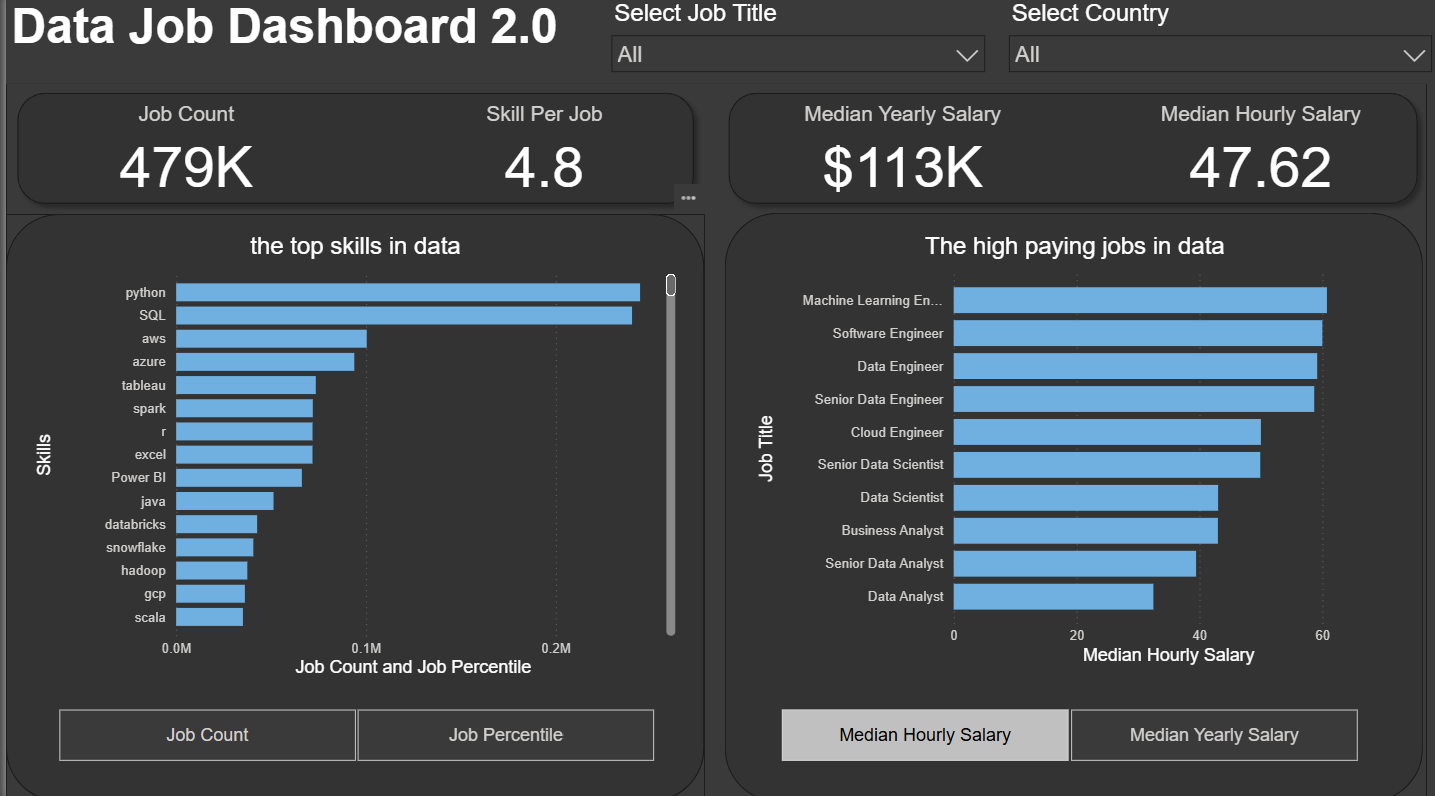 Data Job Dashboard 2.0
Select Job Title
All
Select Country
All
Job Count
479K
Skill Per Job
4.8
Median Yearly Salary
$113K
Median Hourly Salary
47.62
the top skills in data
Skills
python
SQL
aws
azure
tableau
spark
r
excel
Power BI
java
databricks
snowflake
hadoop
gcp
scala
0.0M 0.1M 0.2M
Job Count and Job Percentile
Job Count
Job Percentile
The high paying jobs in data
Job Title
Machine Learning En...
Software Engineer
Data Engineer
Senior Data Engineer
Cloud Engineer
Senior Data Scientist
Data Scientist
Business Analyst
Senior Data Analyst
Data Analyst
0 20 40 60
Median Hourly Salary
Median Hourly Salary
Median Yearly Salary